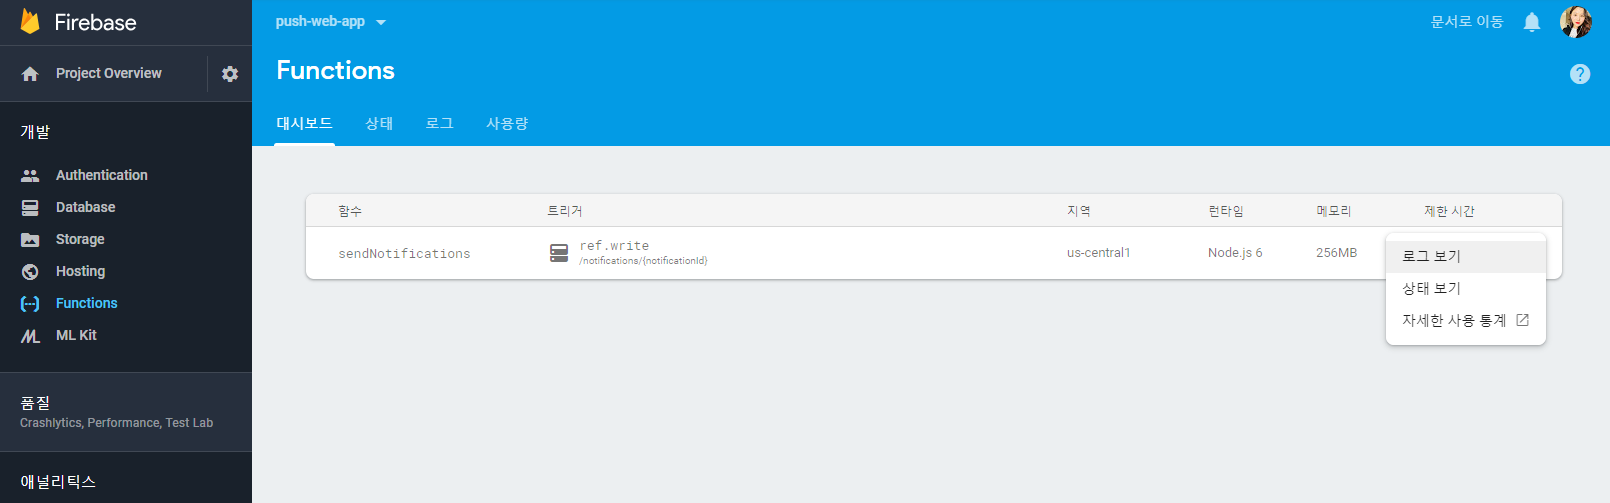 Firebase
push-web-app
문서로 이동
Project Overview
Functions
개발
대시보드 상태 로그 사용량
Authentication
Database
Storage
Hosting
Functions
ML Kit
함수 트리거 지역 런타임 메모리 제한 시간
sendNotifications ref.write us-central1 Node.js 6 256MB
/notifications/{notificationId}
로그 보기
상태 보기
자세한 사용 통계
품질
Crashlytics, Performance, Test Lab
애널리틱스